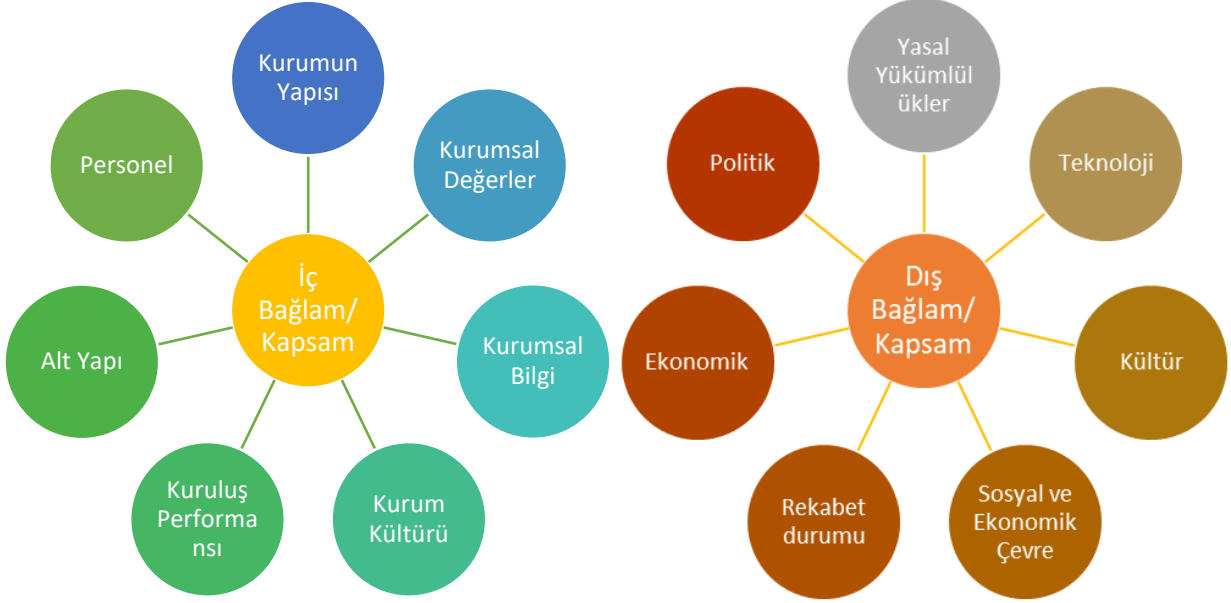 Kurumun
Yapısı
Kurumsal
Değerler
Kurumsal
Bilgi
Kurum
Kültürü
Kuruluş
Performa
nsı
Alt Yapı
Personel
İç
Bağlam/
Kapsam
Yasal
Yükümlül
ükler
Teknoloji
Kültür
Sosyal ve
Ekonomik
Çevre
Rekabet
durumu
Ekonomik
Politik
Dış
Bağlam/
Kapsam